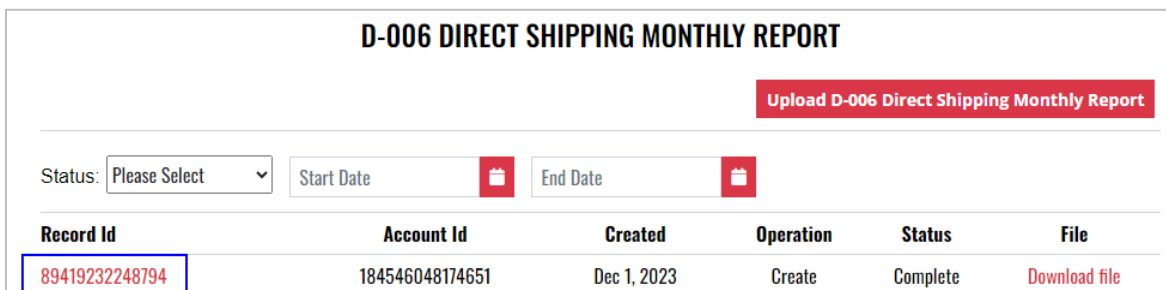 D-006 DIRECT SHIPPING MONTHLY REPORT
Upload D-006 Direct Shipping Monthly Report
Status: Please Select Start Date End Date
Record Id Account Id Created Operation Status File
89419232248794 184546048174651 Dec 1, 2023 Create Complete Download file